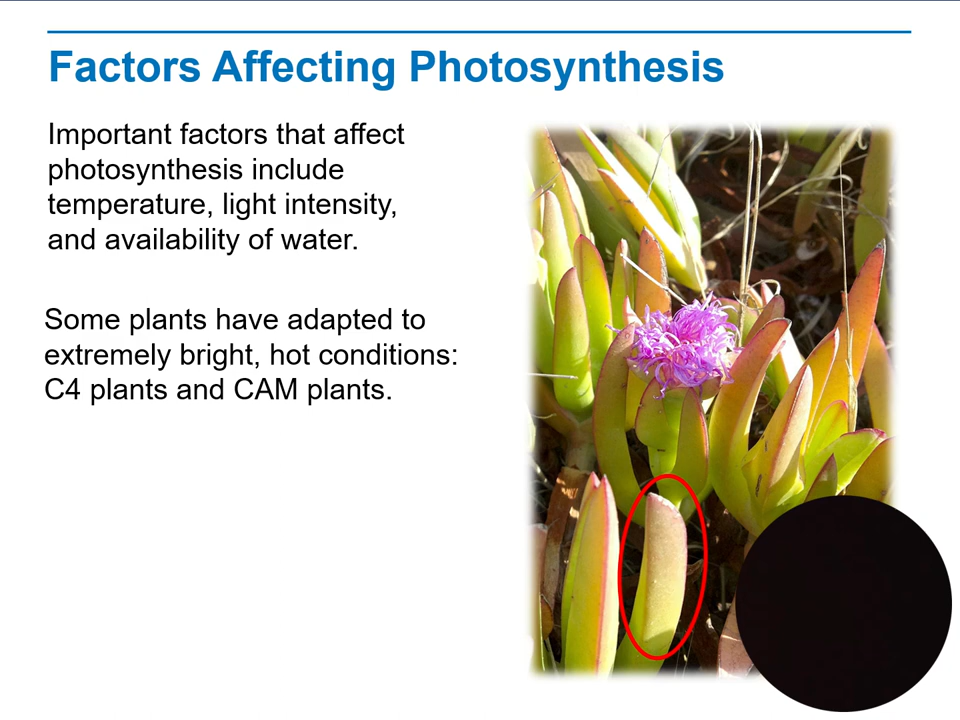 Factors Affecting Photosynthesis
Important factors that affect
photosynthesis include
temperature, light intensity,
and availability of water.
Some plants have adapted to
extremely bright, hot conditions:
C4 plants and CAM plants.